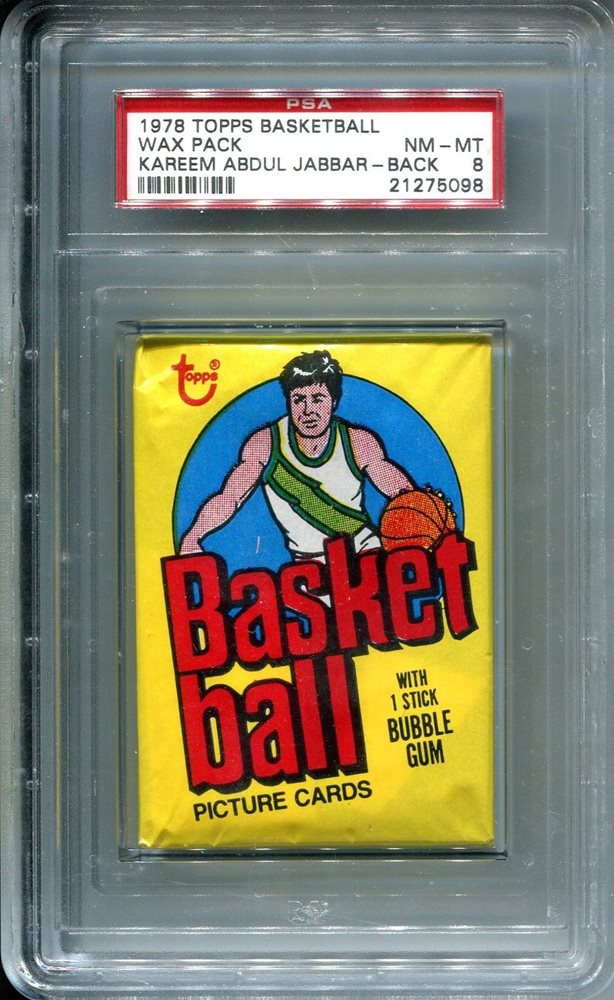 PSA
1978 TOPPS BASKETBALL
WAX PACK NM-MT
KAREEM ABDUL JABBAR-BACK 8
21275098
topps®
Basket
ball
WITH
1 STICK
BUBBLE
GUM
PICTURE CARDS